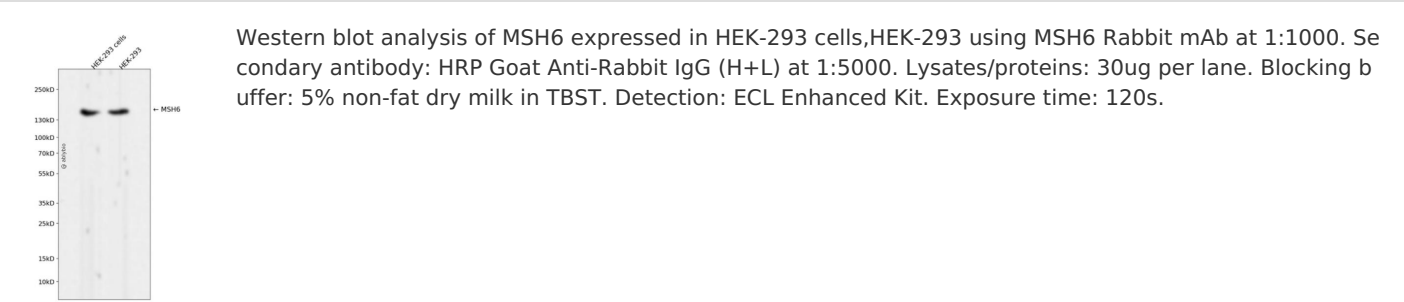 HEK-293 cells
HEK-293
Western blot analysis of MSH6 expressed in HEK-293 cells,HEK-293 using MSH6 Rabbit mAb at 1:1000. Se
condary antibody: HRP Goat Anti-Rabbit IgG (H+L) at 1:5000. Lysates/proteins: 30ug per lane. Blocking b
uffer: 5% non-fat dry milk in TBST. Detection: ECL Enhanced Kit. Exposure time: 120s.
250kD
← MSH6
130kD
100kD
70kD
55kD
35kD
25kD
15kD
10kD